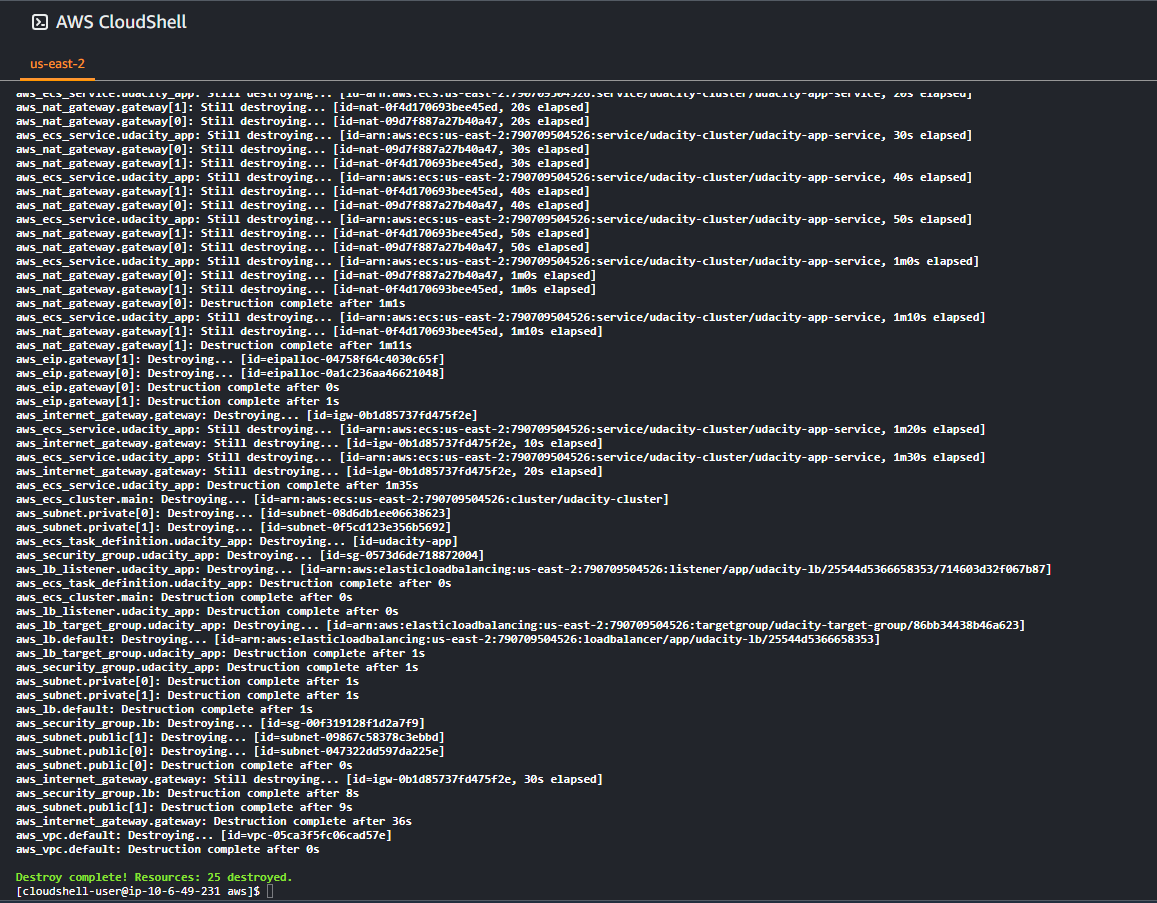 AWS CloudShell
us-east-2
aws_ecs_service.udacity_app: Still destroying... [id=arn:aws:ecs:us-east-2:790709504526:service/udacity-cluster/udacity-app-service, 20s elapsed]
aws_nat_gateway.gateway[1]: Still destroying... [id=nat-0f4d170693bee45ed, 20s elapsed]
aws_nat_gateway.gateway[0]: Still destroying... [id=nat-09d7f887a27b40a47, 20s elapsed]
aws_ecs_service.udacity_app: Still destroying... [id=arn:aws:ecs:us-east-2:790709504526:service/udacity-cluster/udacity-app-service, 30s elapsed]
aws_nat_gateway.gateway[0]: Still destroying... [id=nat-09d7f887a27b40a47, 30s elapsed]
aws_nat_gateway.gateway[1]: Still destroying... [id=nat-0f4d170693bee45ed, 30s elapsed]
aws_ecs_service.udacity_app: Still destroying... [id=arn:aws:ecs:us-east-2:790709504526:service/udacity-cluster/udacity-app-service, 40s elapsed]
aws_nat_gateway.gateway[1]: Still destroying... [id=nat-0f4d170693bee45ed, 40s elapsed]
aws_nat_gateway.gateway[0]: Still destroying... [id=nat-09d7f887a27b40a47, 40s elapsed]
aws_ecs_service.udacity_app: Still destroying... [id=arn:aws:ecs:us-east-2:790709504526:service/udacity-cluster/udacity-app-service, 50s elapsed]
aws_nat_gateway.gateway[1]: Still destroying... [id=nat-0f4d170693bee45ed, 50s elapsed]
aws_nat_gateway.gateway[0]: Still destroying... [id=nat-09d7f887a27b40a47, 50s elapsed]
aws_ecs_service.udacity_app: Still destroying... [id=arn:aws:ecs:us-east-2:790709504526:service/udacity-cluster/udacity-app-service, 1m0s elapsed]
aws_nat_gateway.gateway[0]: Still destroying... [id=nat-09d7f887a27b40a47, 1m0s elapsed]
aws_nat_gateway.gateway[1]: Still destroying... [id=nat-0f4d170693bee45ed, 1m0s elapsed]
aws_nat_gateway.gateway[0]: Destruction complete after 1m1s
aws_ecs_service.udacity_app: Still destroying... [id=arn:aws:ecs:us-east-2:790709504526:service/udacity-cluster/udacity-app-service, 1m10s elapsed]
aws_nat_gateway.gateway[1]: Still destroying... [id=nat-0f4d170693bee45ed, 1m10s elapsed]
aws_nat_gateway.gateway[1]: Destruction complete after 1m11s
aws_eip.gateway[1]: Destroying... [id=eipalloc-04758f64c4030c65f]
aws_eip.gateway[0]: Destroying... [id=eipalloc-0a1c236aa46621048]
aws_eip.gateway[0]: Destruction complete after 0s
aws_eip.gateway[1]: Destruction complete after 1s
aws_internet_gateway.gateway: Destroying... [id=igw-0b1d85737fd475f2e]
aws_ecs_service.udacity_app: Still destroying... [id=arn:aws:ecs:us-east-2:790709504526:service/udacity-cluster/udacity-app-service, 1m20s elapsed]
aws_internet_gateway.gateway: Still destroying... [id=igw-0b1d85737fd475f2e, 10s elapsed]
aws_ecs_service.udacity_app: Still destroying... [id=arn:aws:ecs:us-east-2:790709504526:service/udacity-cluster/udacity-app-service, 1m30s elapsed]
aws_internet_gateway.gateway: Still destroying... [id=igw-0b1d85737fd475f2e, 20s elapsed]
aws_ecs_service.udacity_app: Destruction complete after 1m35s
aws_ecs_cluster.main: Destroying... [id=arn:aws:ecs:us-east-2:790709504526:cluster/udacity-cluster]
aws_subnet.private[0]: Destroying... [id=subnet-08d6db1ee06638623]
aws_subnet.private[1]: Destroying... [id=subnet-0f5cd123e356b5692]
aws_ecs_task_definition.udacity_app: Destroying... [id=udacity-app]
aws_security_group.udacity_app: Destroying... [id=sg-0573d6de718872004]
aws_lb_listener.udacity_app: Destroying... [id=arn:aws:elasticloadbalancing:us-east-2:790709504526:listener/app/udacity-lb/25544d5366658353/714603d32f067b87]
aws_ecs_task_definition.udacity_app: Destruction complete after 0s
aws_ecs_cluster.main: Destruction complete after 0s
aws_lb_listener.udacity_app: Destruction complete after 0s
aws_lb_target_group.udacity_app: Destroying... [id=arn:aws:elasticloadbalancing:us-east-2:790709504526:targetgroup/udacity-target-group/86bb34438b46a623]
aws_lb.default: Destroying... [id=arn:aws:elasticloadbalancing:us-east-2:790709504526:loadbalancer/app/udacity-lb/25544d5366658353]
aws_lb_target_group.udacity_app: Destruction complete after 1s
aws_security_group.udacity_app: Destruction complete after 1s
aws_subnet.private[0]: Destruction complete after 1s
aws_subnet.private[1]: Destruction complete after 1s
aws_lb.default: Destruction complete after 1s
aws_security_group.lb: Destroying... [id=sg-00f319128f1d2a7f9]
aws_subnet.public[1]: Destroying... [id=subnet-09867c58378c3ebbd]
aws_subnet.public[0]: Destroying... [id=subnet-047322dd597da225e]
aws_subnet.public[0]: Destruction complete after 0s
aws_internet_gateway.gateway: Still destroying... [id=igw-0b1d85737fd475f2e, 30s elapsed]
aws_security_group.lb: Destruction complete after 8s
aws_subnet.public[1]: Destruction complete after 9s
aws_internet_gateway.gateway: Destruction complete after 36s
aws_vpc.default: Destroying... [id=vpc-05ca3f5fc06cad57e]
aws_vpc.default: Destruction complete after 0s
Destroy complete! Resources: 25 destroyed.
[cloudshell-user@ip-10-6-49-231 aws]$